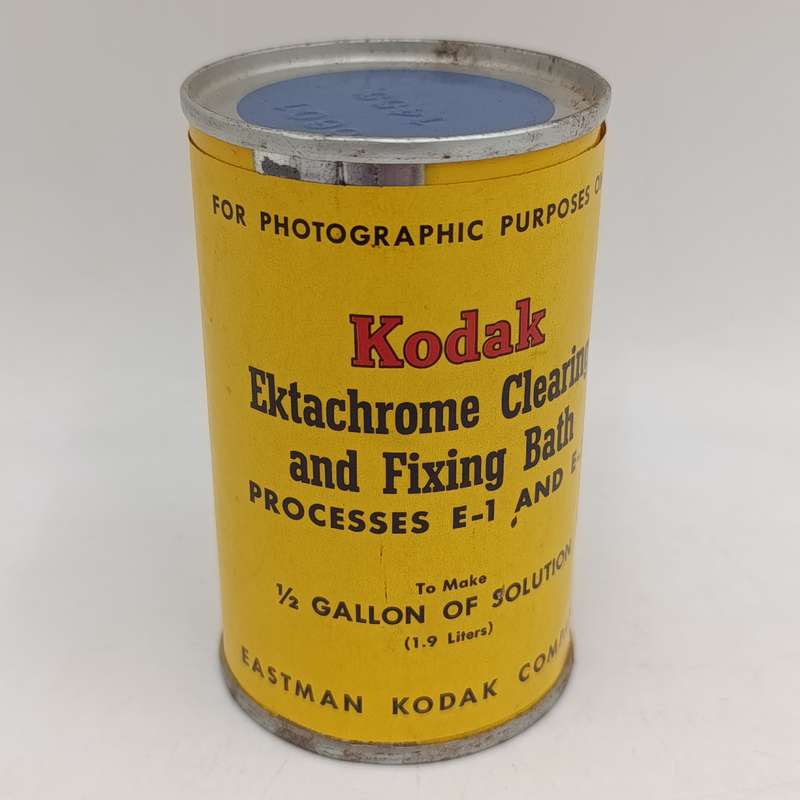 FOR PHOTOGRAPHIC PURPOSES
Kodak
Ektachrome Clearing
and Fixing Bath
PROCESSES E-1 AND E-
To Make
½ GALLON OF SOLUTION
(1.9 Liters)
EASTMAN KODAK COMP